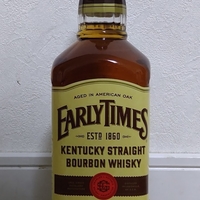 AGED IN AMERICAN OAK
EARLY TIMES
ESTD 1860
KENTUCKY STRAIGHT
BOURBON WHISKY